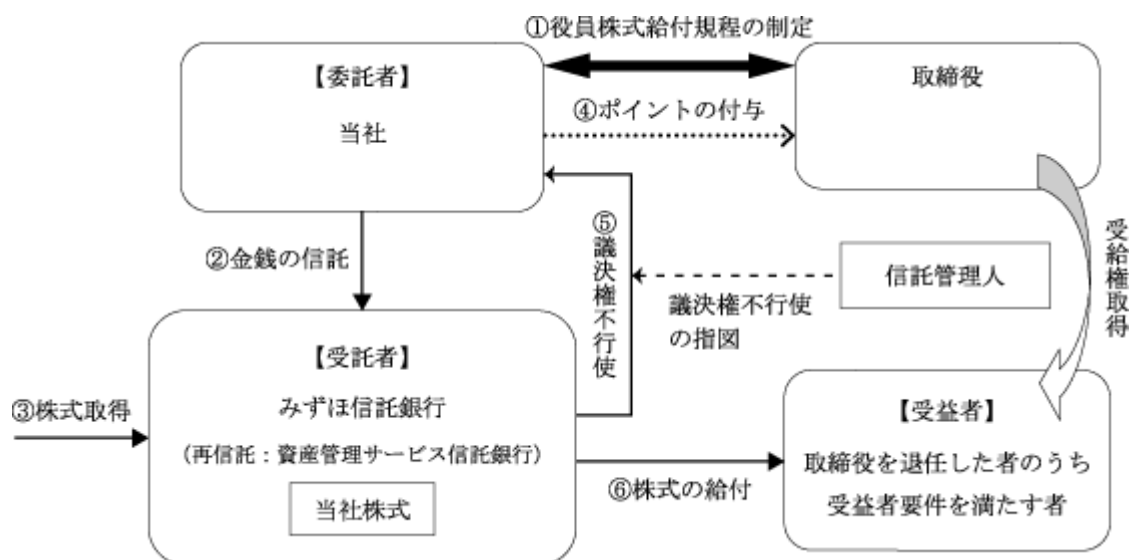 ①役員株式給付規程の制定
【委託者】
当社
取締役
④ポイントの付与
②金銭の信託
⑤議決権不行使
議決権不行使
の指図
信託管理人
受給権取得
③株式取得
【受託者】
みずほ信託銀行
(再信託:資産管理サービス信託銀行)
当社株式
⑥株式の給付
【受益者】
取締役を退任した者のうち
受益者要件を満たす者